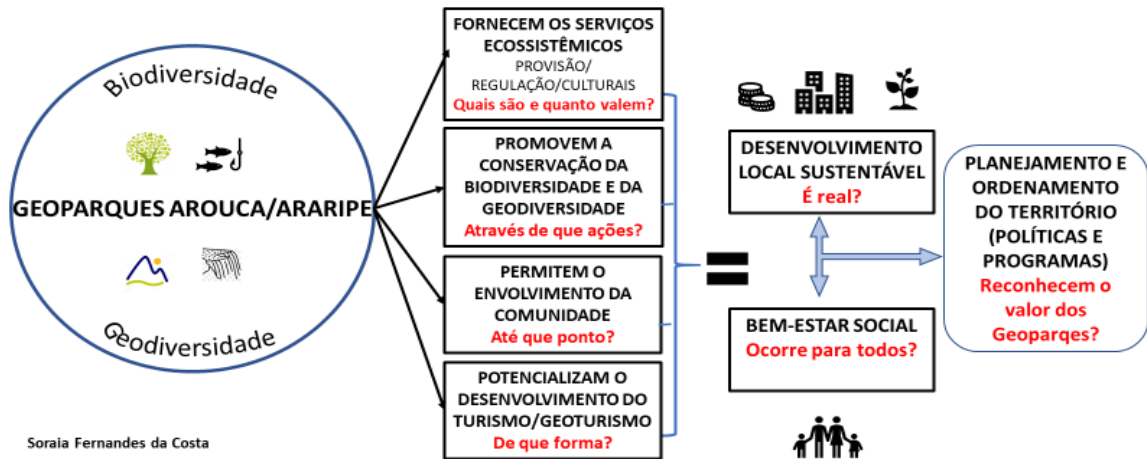 Biodiversidade
GEOPARQUES AROUCA/ARARIPE
Geodiversidade
Soraia Fernandes da Costa
FORNECEM OS SERVIÇOS
ECOSSISTÊMICOS
PROVISÃO/
REGULAÇÃO/CULTURAIS
Quais são e quanto valem?
PROMOVEM A
CONSERVAÇÃO DA
BIODIVERSIDADE E DA
GEODIVERSIDADE
Através de que ações?
PERMITEM O
ENVOLVIMENTO DA
COMUNIDADE
Até que ponto?
POTENCIALIZAM O
DESENVOLVIMENTO DO
TURISMO/GEOTURISMO
De que forma?
=
DESENVOLVIMENTO
LOCAL SUSTENTÁVEL
É real?
BEM-ESTAR SOCIAL
Ocorre para todos?
PLANEJAMENTO E
ORDENAMENTO
DO TERRITÓRIO
(POLÍTICAS E
PROGRAMAS)
Reconhecem o
valor dos
Geoparqes?